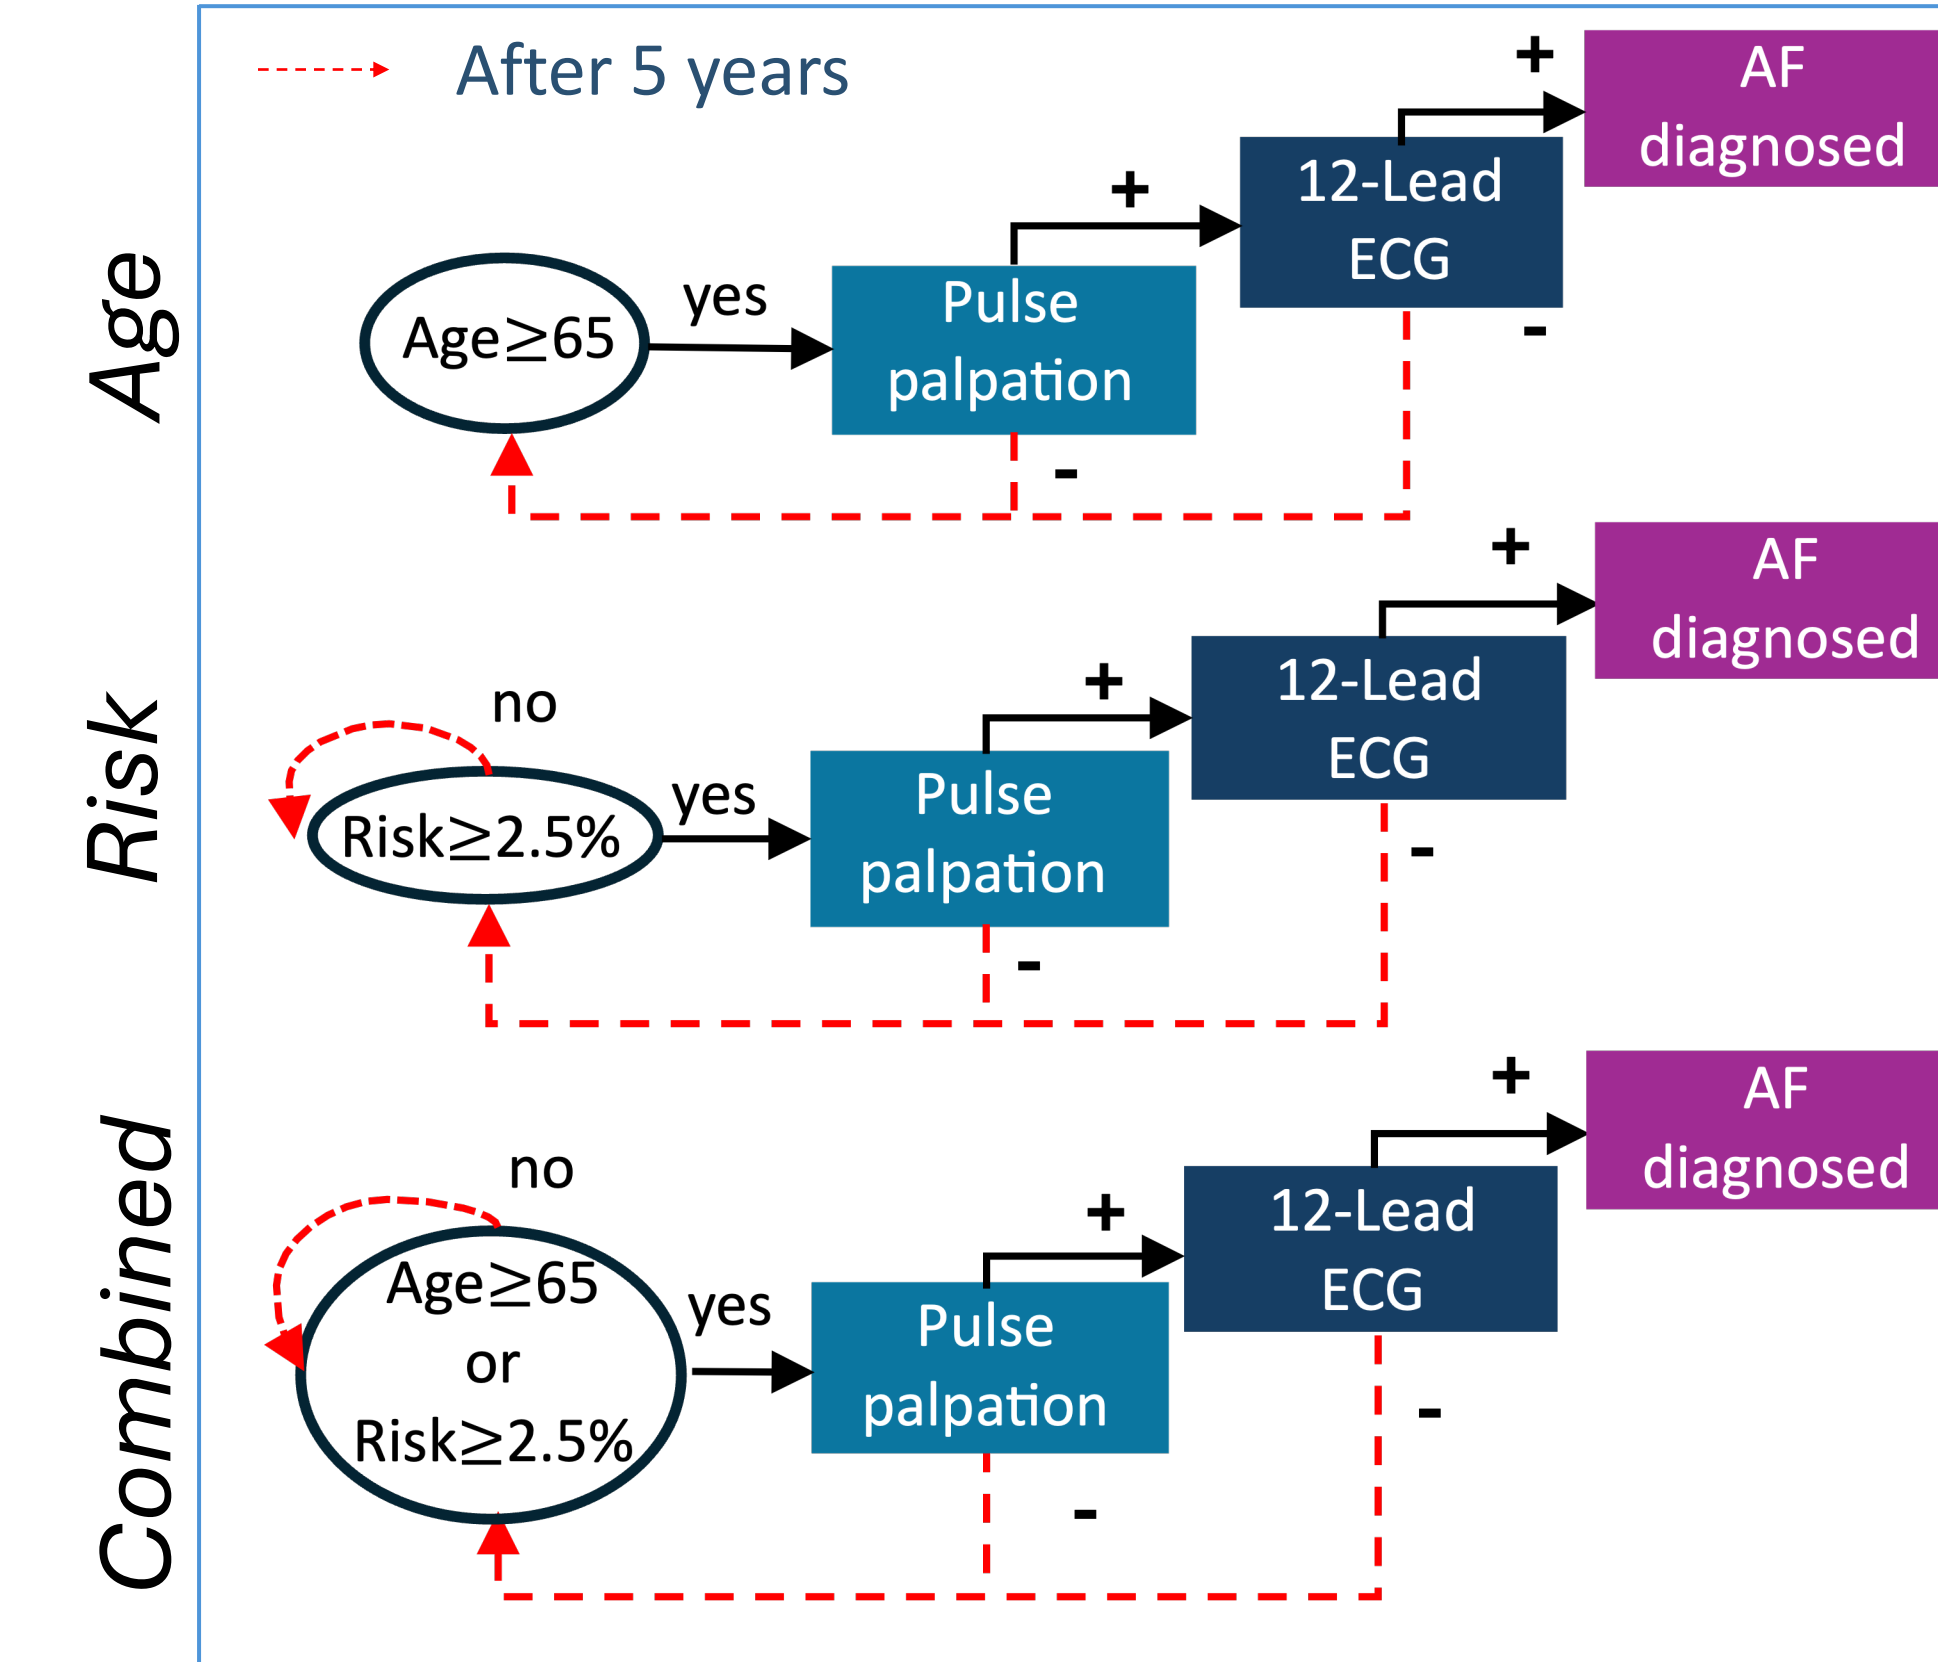 After 5 years
Age
Age≥65
yes
Pulse
palpation
+
-
12-Lead
ECG
+
-
AF
diagnosed
Risk
no
Risk≥2.5%
yes
Pulse
palpation
+
-
12-Lead
ECG
+
-
AF
diagnosed
Combined
no
Age≥65
or
Risk≥2.5%
yes
Pulse
palpation
+
-
12-Lead
ECG
+
-
AF
diagnosed